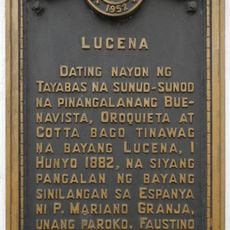 1952
LUCENA
DATING NAYON NG
TAYABAS NA SUNUD-SUNOD
NA PINANGALANANG BUE-
NAVISTA, OROQUIETA AT
COTTA BAGO TINAWAG
NA BAYANG LUCENA, 1
HUNYO 1882, NA SIYANG
PANGALAN NG BAYANG
SINILANGAN SA ESPANYA
NI P. MARIANO GRANJA,
UNANG PAROKO. FAUSTINO